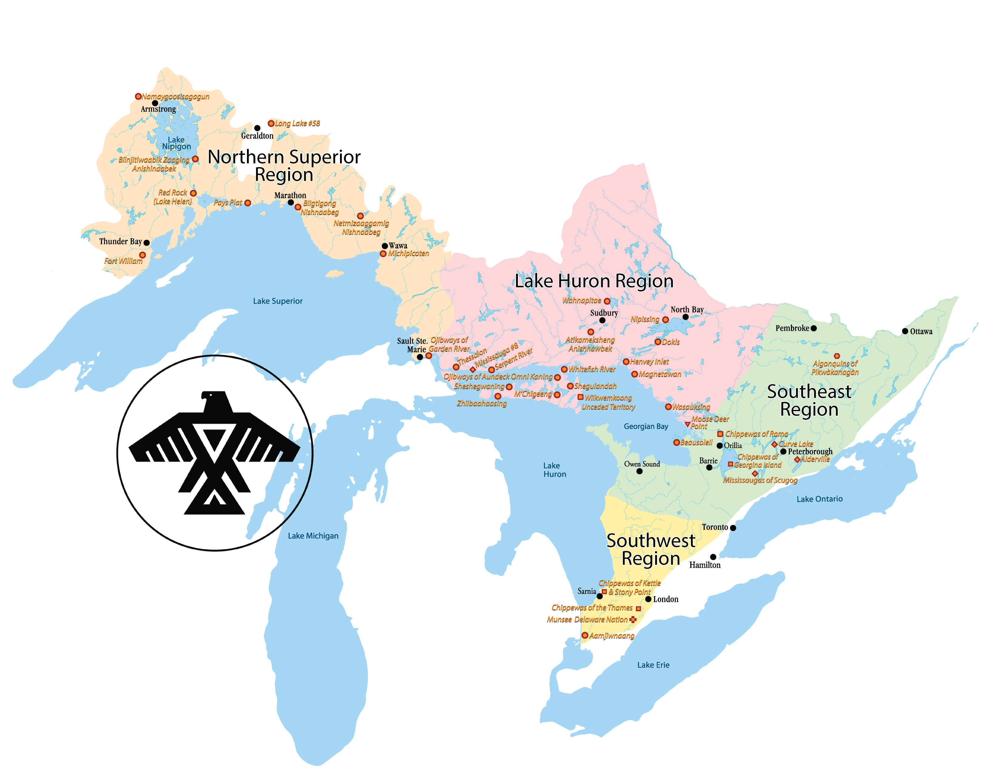 Namaygoosisagagun
Armstrong
Long Lake #58
Geraldton
Lake
Nipigon
Northern Superior
Region
Biinjitiwaabik Zaaging
Anishinaabek
Red Rock
(Lake Helen)
Pays Plat
Marathon
Biigtigong
Nishnaabeg
Netmizaaggamig
Nishnaabeg
Thunder Bay
Fort William
Wawa
Michipicoten
Lake Superior
Lake Huron Region
Wahnapitae
Sudbury
North Bay
Nipissing
Atikameksheng
Anishnawbek
Dokis
Sault Ste.
Marie
Ojibways of
Garden River
Thessalon
Mississauga #8
Serpent River
Henvey Inlet
Whitefish River
Magnetawan
Ojibways of Aundeck Omni Kaning
Sheshegwaning
Sheguiandah
M'Chigeeng
Wiikwemkoong
Unceded Territory
Zhiibaahaasing
Wasauksing
Moose Deer
Point
Georgian Bay
Beausoleil
Pembroke
Ottawa
Algonquins of
Pikwàkanagàn
Southeast
Region
Chippewas of Rama
Orillia
Curve Lake
Peterborough
Alderville
Chippewas of
Georgina Island
Barrie
Mississaugas of Scugog
Owen Sound
Lake
Huron
Lake Ontario
Lake Michigan
Toronto
Southwest
Region
Hamilton
Chippewas of Kettle
& Stony Point
Sarnia
London
Chippewas of the Thames
Munsee Delaware Nation
Aamjiwnaang
Lake Erie